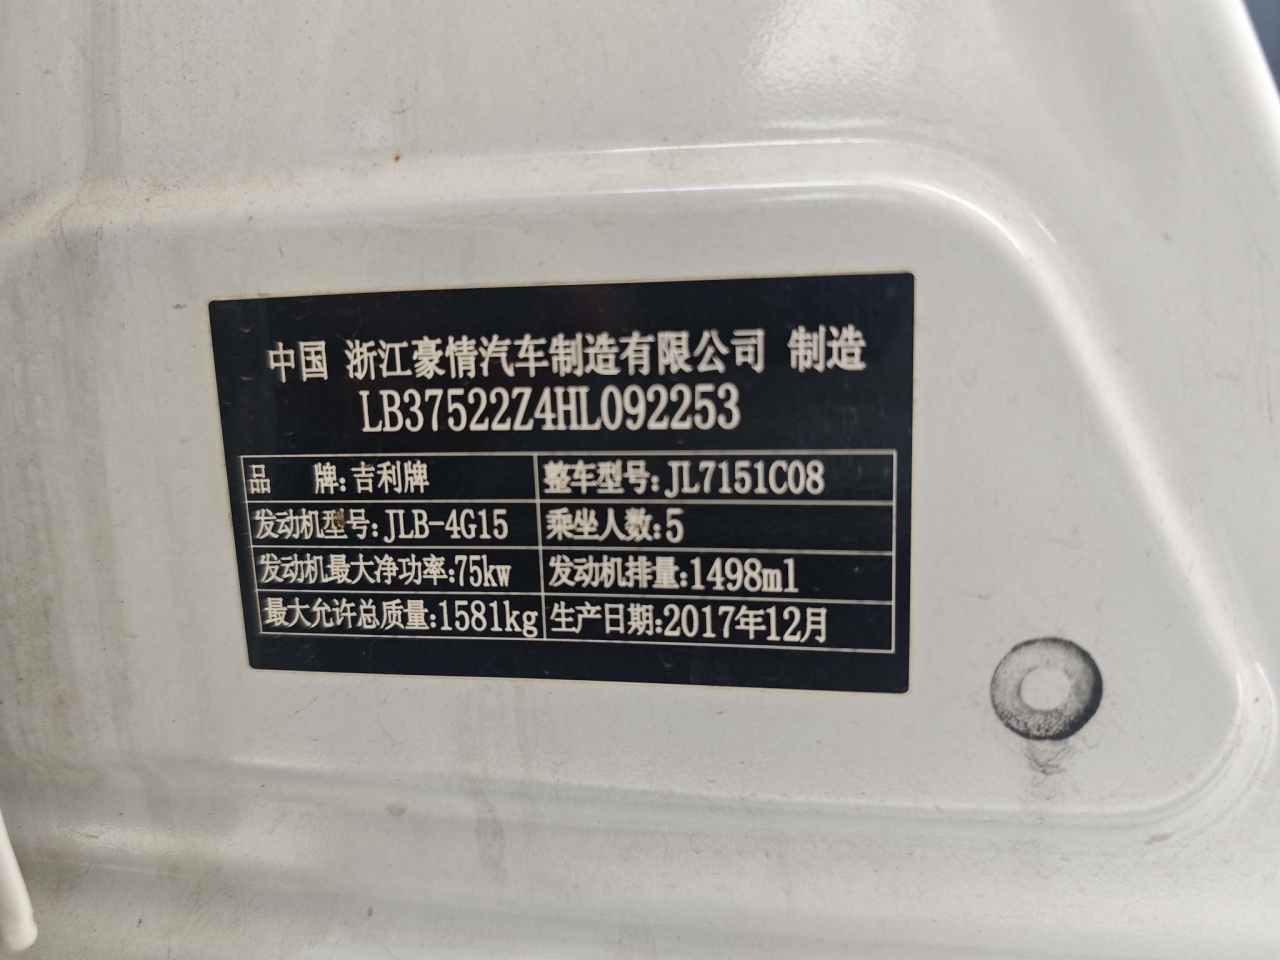 中国 浙江豪情汽车制造有限公司 制造
LB37522Z4HL092253
品 牌:吉利牌 整车型号:JL7151C08
发动机型号:JLB-4G15 乘坐人数:5
发动机最大净功率:75kw 发动机排量:1498ml
最大允许总质量:1581kg 生产日期:2017年12月